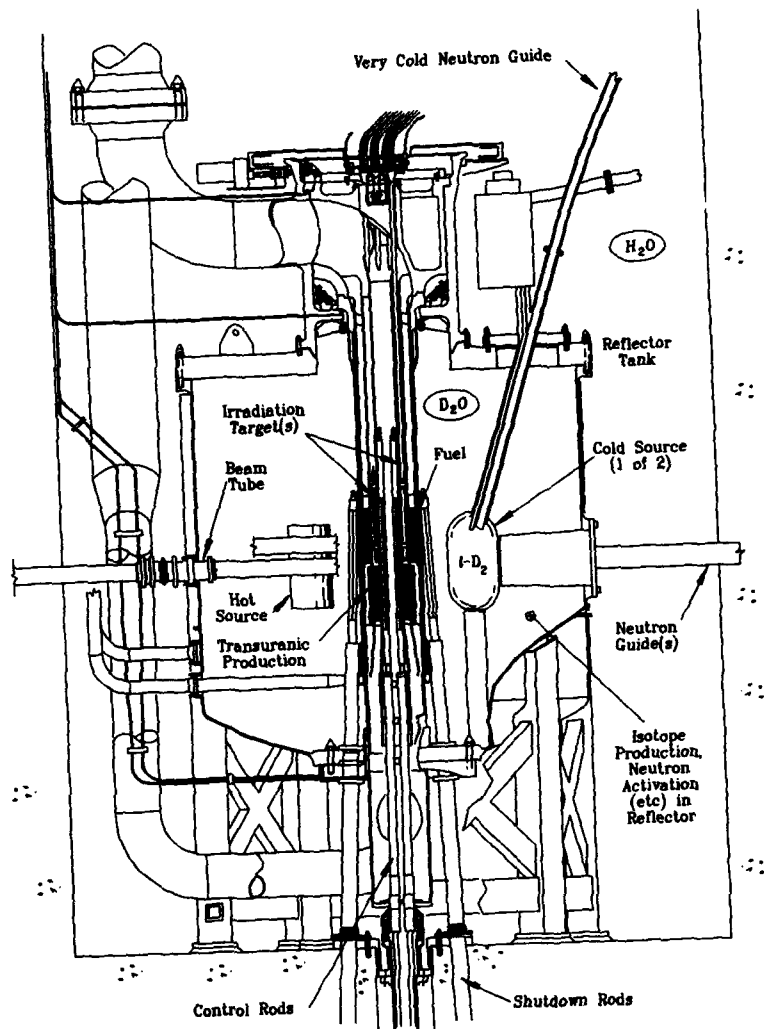 Very Cold Neutron Guide
H₂O
Reflector
Tank
D₂O
Irradiation
Target(s)
Fuel
Cold Source
(1 of 2)
Beam
Tube
ℓ-D₂
Hot
Source
Transuranic
Production
Neutron
Guide(s)
Isotope
Production,
Neutron
Activation
(etc) in
Reflector
Control Rods
Shutdown Rods